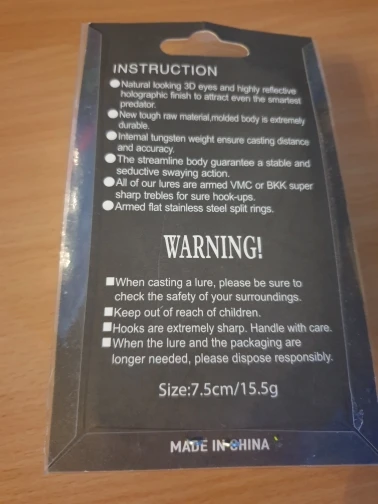 INSTRUCTION
●Natural looking 3D eyes and highly reflective
holographic finish to attract even the smartest
predator.
●New tough raw material,molded body is extremely
durable.
●Internal tungsten weight ensure casting distance
and accuracy.
●The streamline body guarantee a stable and
seductive swaying action.
●All of our lures are armed VMC or BKK super
sharp trebles for sure hook-ups.
●Armed flat stainless steel split rings.
WARNING!
■When casting a lure, please be sure to
check the safety of your surroundings.
■Keep out of reach of children.
■Hooks are extremely sharp. Handle with care.
■When the lure and the packaging are
longer needed, please dispose responsibly.
Size:7.5cm/15.5g
MADE IN CHINA